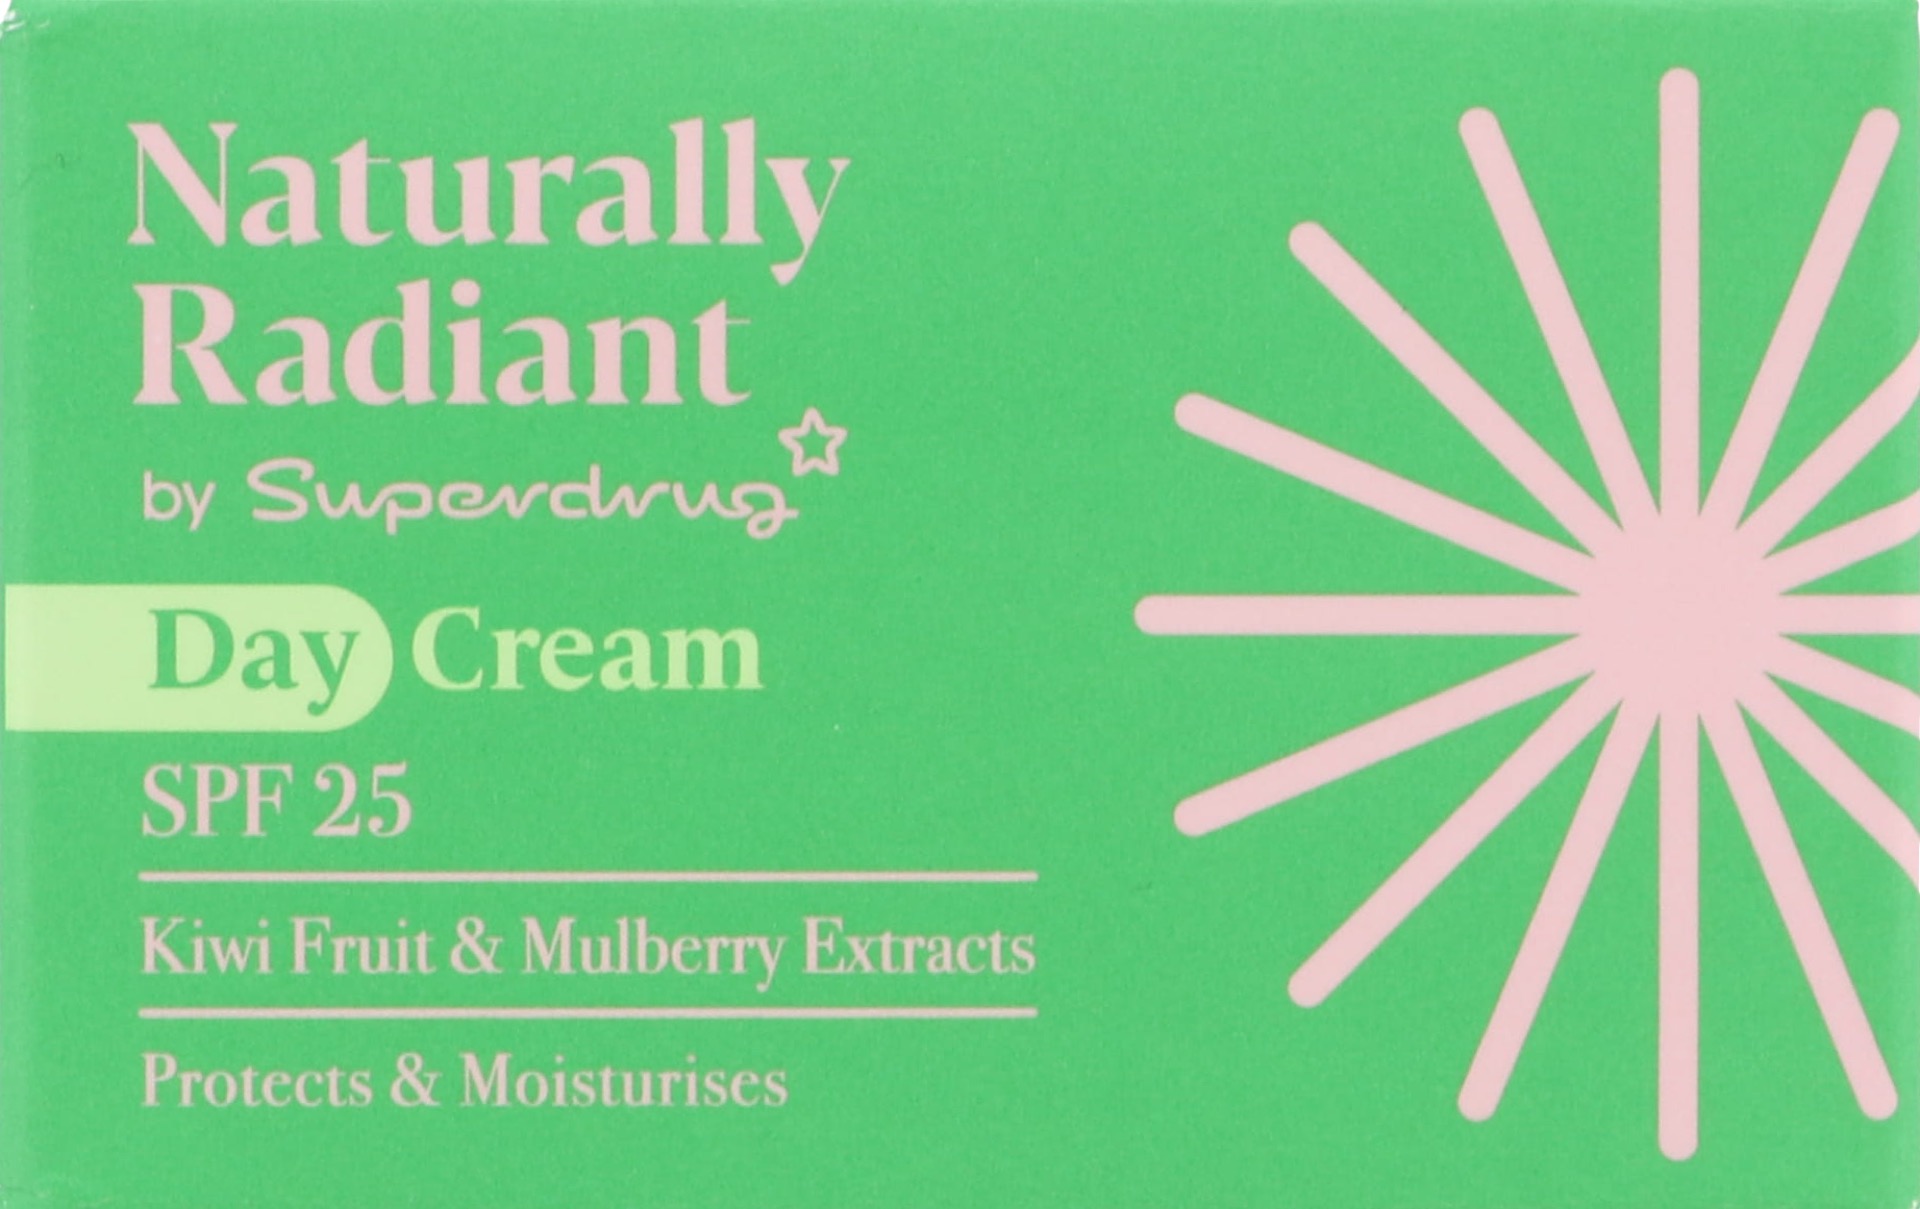 Naturally
Radiant
by Superdrug
Day Cream
SPF 25
Kiwi Fruit & Mulberry Extracts
Protects & Moisturises